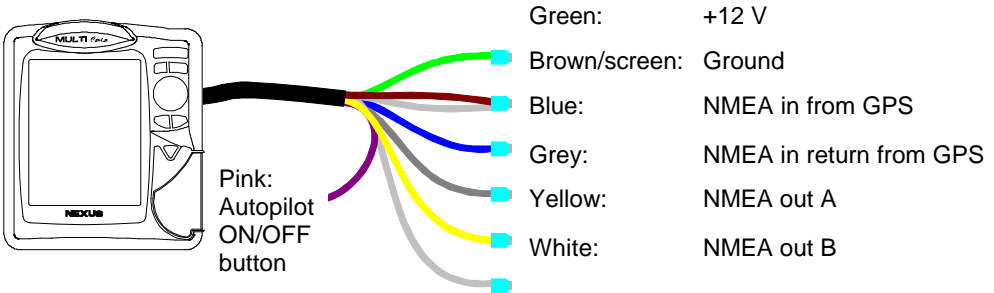 MULTI
NEXUS
Pink:
Autopilot
ON/OFF
button
Green: +12 V
Brown/screen: Ground
Blue: NMEA in from GPS
Grey: NMEA in return from GPS
Yellow: NMEA out A
White: NMEA out B